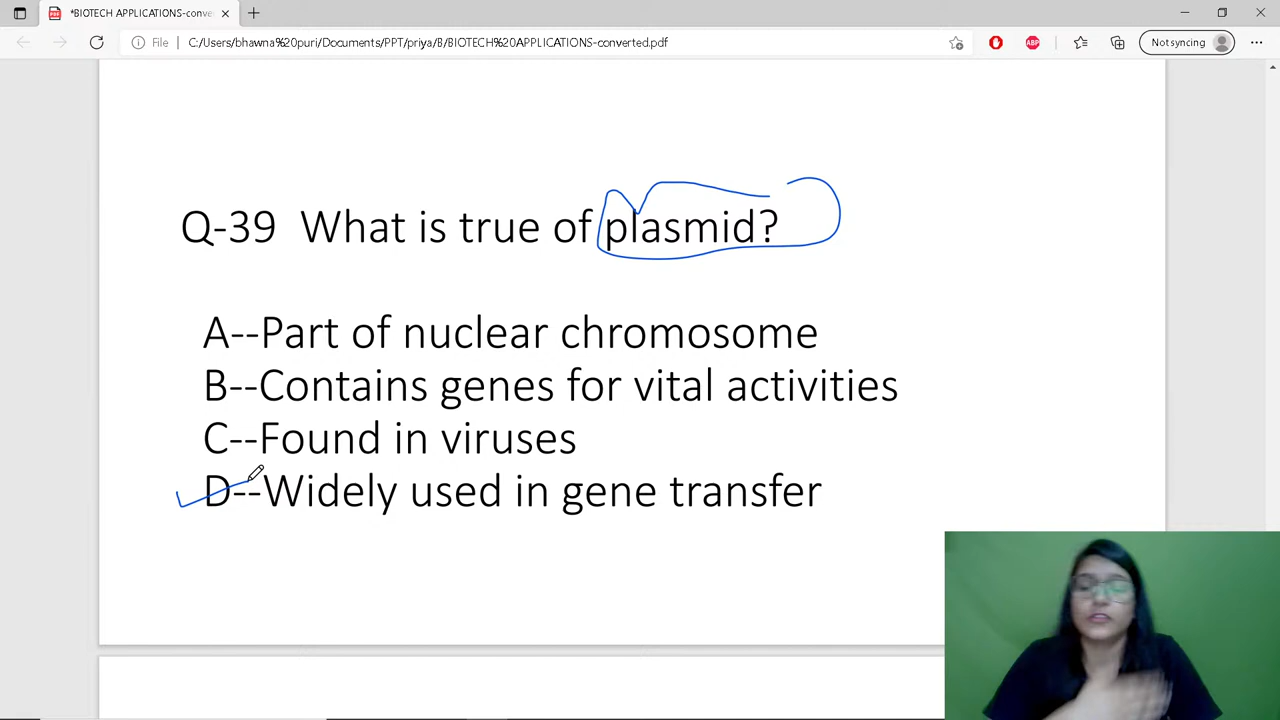 *BIOTECH APPLICATIONS-conver
File C:/Users/bhawna%20puri/Documents/PPT/priya/B/BIOTECH%20APPLICATIONS-converted.pdf
ABP
Not syncing
Q-39 What is true of plasmid?
A--Part of nuclear chromosome
B--Contains genes for vital activities
C--Found in viruses
D--Widely used in gene transfer